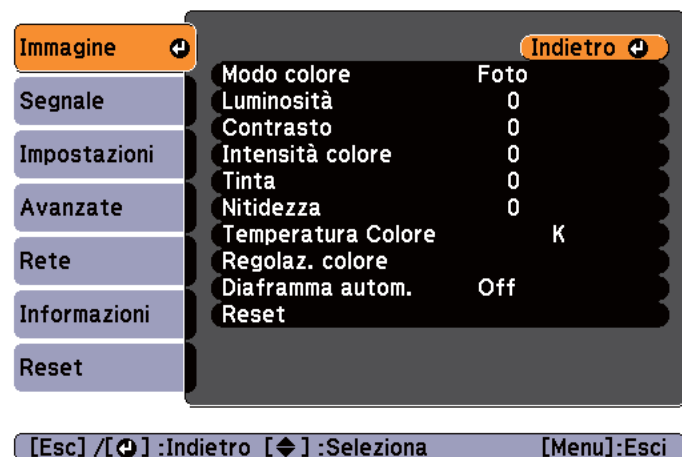 Immagine
Segnale
Impostazioni
Avanzate
Rete
Informazioni
Reset
Indietro
Modo colore Foto
Luminosità 0
Contrasto 0
Intensità colore 0
Tinta 0
Nitidezza 0
Temperatura Colore K
Regolaz. colore
Diaframma autom. Off
Reset
[Esc] /[ ] :Indietro [ ] :Seleziona [Menu]:Esci